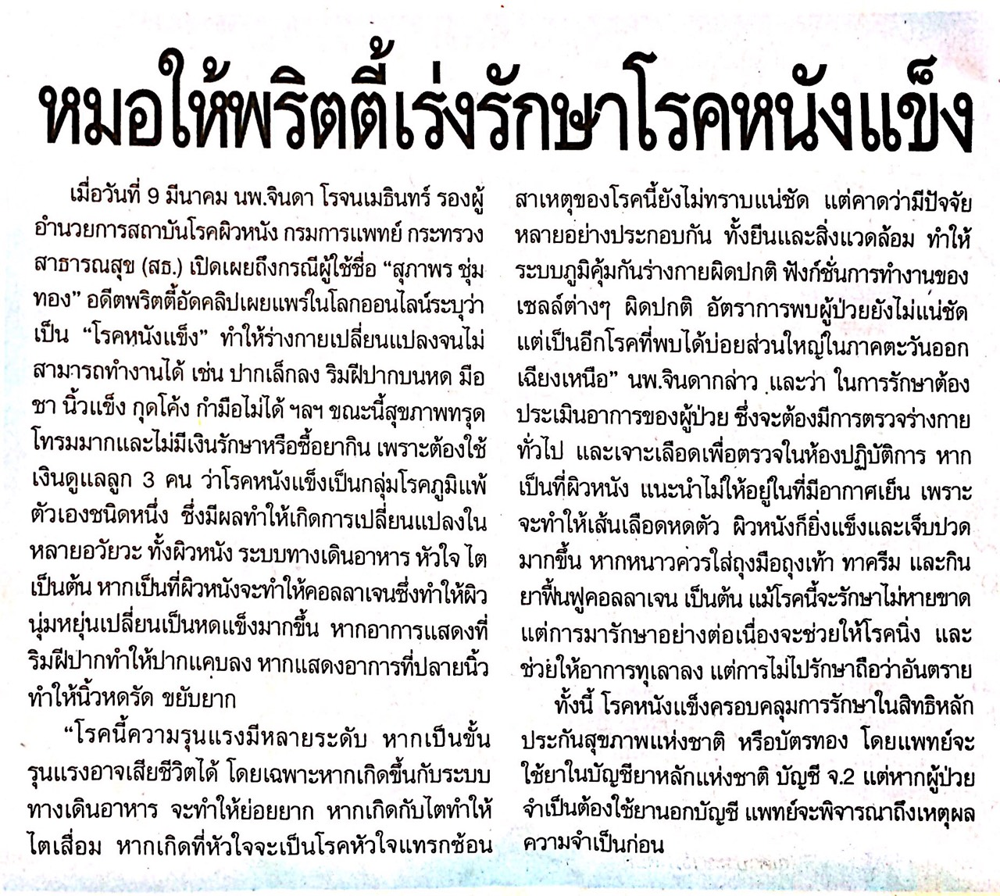 หมอให้พริตตี้เร่งรักษาโรคหนังแข็ง
เมื่อวันที่ 9 มีนาคม นพ.จินดา โรจนเมธินทร์ รองผู้
อำนวยการสถาบันโรคผิวหนัง กรมการแพทย์ กระทรวง
สาธารณสุข (สธ.) เปิดเผยถึงกรณีผู้ใช้ชื่อ “สุภาพร ชุ่ม
ทอง” อดีตพริตตี้อัดคลิปเผยแพร่ในโลกออนไลน์ระบุว่า
เป็น “โรคหนังแข็ง” ทำให้ร่างกายเปลี่ยนแปลงจนไม่
สามารถทำงานได้ เช่น ปากเล็กลง ริมฝีปากบนหด มือ
ชา นิ้วแข็ง กุดโค้ง กำมือไม่ได้ ฯลฯ ขณะนี้สุขภาพทรุด
โทรมมากและไม่มีเงินรักษาหรือซื้อยากิน เพราะต้องใช้
เงินดูแลลูก 3 คน ว่าโรคหนังแข็งเป็นกลุ่มโรคภูมิแพ้
ตัวเองชนิดหนึ่ง ซึ่งมีผลทำให้เกิดการเปลี่ยนแปลงใน
หลายอวัยวะ ทั้งผิวหนัง ระบบทางเดินอาหาร หัวใจ ไต
เป็นต้น หากเป็นที่ผิวหนังจะทำให้คอลลาเจนซึ่งทำให้ผิว
นุ่มหยุ่นเปลี่ยนเป็นหดแข็งมากขึ้น หากอาการแสดงที่
ริมฝีปากทำให้ปากแคบลง หากแสดงอาการที่ปลายนิ้ว
ทำให้นิ้วหดรัด ขยับยาก
“โรคนี้ความรุนแรงมีหลายระดับ หากเป็นขั้น
รุนแรงอาจเสียชีวิตได้ โดยเฉพาะหากเกิดขึ้นกับระบบ
ทางเดินอาหาร จะทำให้ย่อยยาก หากเกิดกับไตทำให้
ไตเสื่อม หากเกิดที่หัวใจจะเป็นโรคหัวใจแทรกซ้อน
สาเหตุของโรคนี้ยังไม่ทราบแน่ชัด แต่คาดว่ามีปัจจัย
หลายอย่างประกอบกัน ทั้งยีนและสิ่งแวดล้อม ทำให้
ระบบภูมิคุ้มกันร่างกายผิดปกติ ฟังก์ชั่นการทำงานของ
เซลล์ต่างๆ ผิดปกติ อัตราการพบผู้ป่วยยังไม่แน่ชัด
แต่เป็นอีกโรคที่พบได้บ่อยส่วนใหญ่ในภาคตะวันออก
เฉียงเหนือ” นพ.จินดากล่าว และว่า ในการรักษาต้อง
ประเมินอาการของผู้ป่วย ซึ่งจะต้องมีการตรวจร่างกาย
ทั่วไป และเจาะเลือดเพื่อตรวจในห้องปฏิบัติการ หาก
เป็นที่ผิวหนัง แนะนำไม่ให้อยู่ในที่มีอากาศเย็น เพราะ
จะทำให้เส้นเลือดหดตัว ผิวหนังก็ยิ่งแข็งและเจ็บปวด
มากขึ้น หากหนาวควรใส่ถุงมือถุงเท้า ทาครีม และกิน
ยาฟื้นฟูคอลลาเจน เป็นต้น แม้โรคนี้จะรักษาไม่หายขาด
แต่การมารักษาอย่างต่อเนื่องจะช่วยให้โรคนิ่ง และ
ช่วยให้อาการทุเลาลง แต่การไม่ไปรักษาถือว่าอันตราย
ทั้งนี้ โรคหนังแข็งครอบคลุมการรักษาในสิทธิหลัก
ประกันสุขภาพแห่งชาติ หรือบัตรทอง โดยแพทย์จะ
ใช้ยาในบัญชียาหลักแห่งชาติ บัญชี จ.2 แต่หากผู้ป่วย
จำเป็นต้องใช้ยานอกบัญชี แพทย์จะพิจารณาถึงเหตุผล
ความจำเป็นก่อน